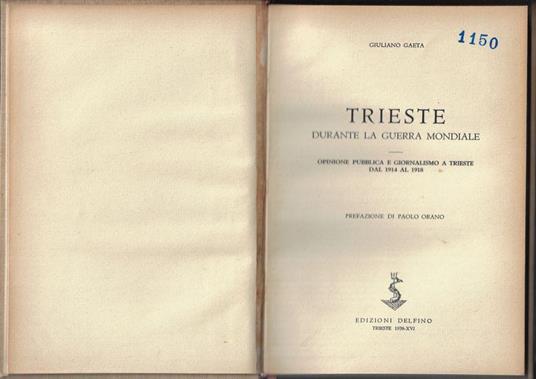 GIULIANO GAETA
1150
TRIESTE
DURANTE LA GUERRA MONDIALE
OPINIONE PUBBLICA E GIORNALISMO A TRIESTE
DAL 1914 AL 1918
PREFAZIONE DI PAOLO ORANO
EDIZIONI DELFINO
TRIESTE 1938-XVI